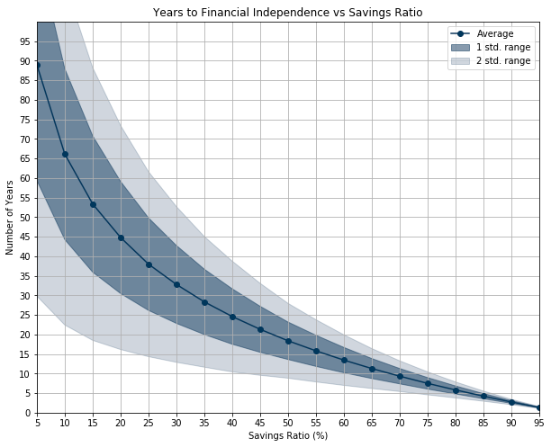 Years to Financial Independence vs Savings Ratio
Average
1 std. range
2 std. range
95
90
85
80
75
70
65
60
55
50
45
40
35
30
25
20
15
10
5
0
Number of Years
5 10 15 20 25 30 35 40 45 50 55 60 65 70 75 80 85 90 95
Savings Ratio (%)